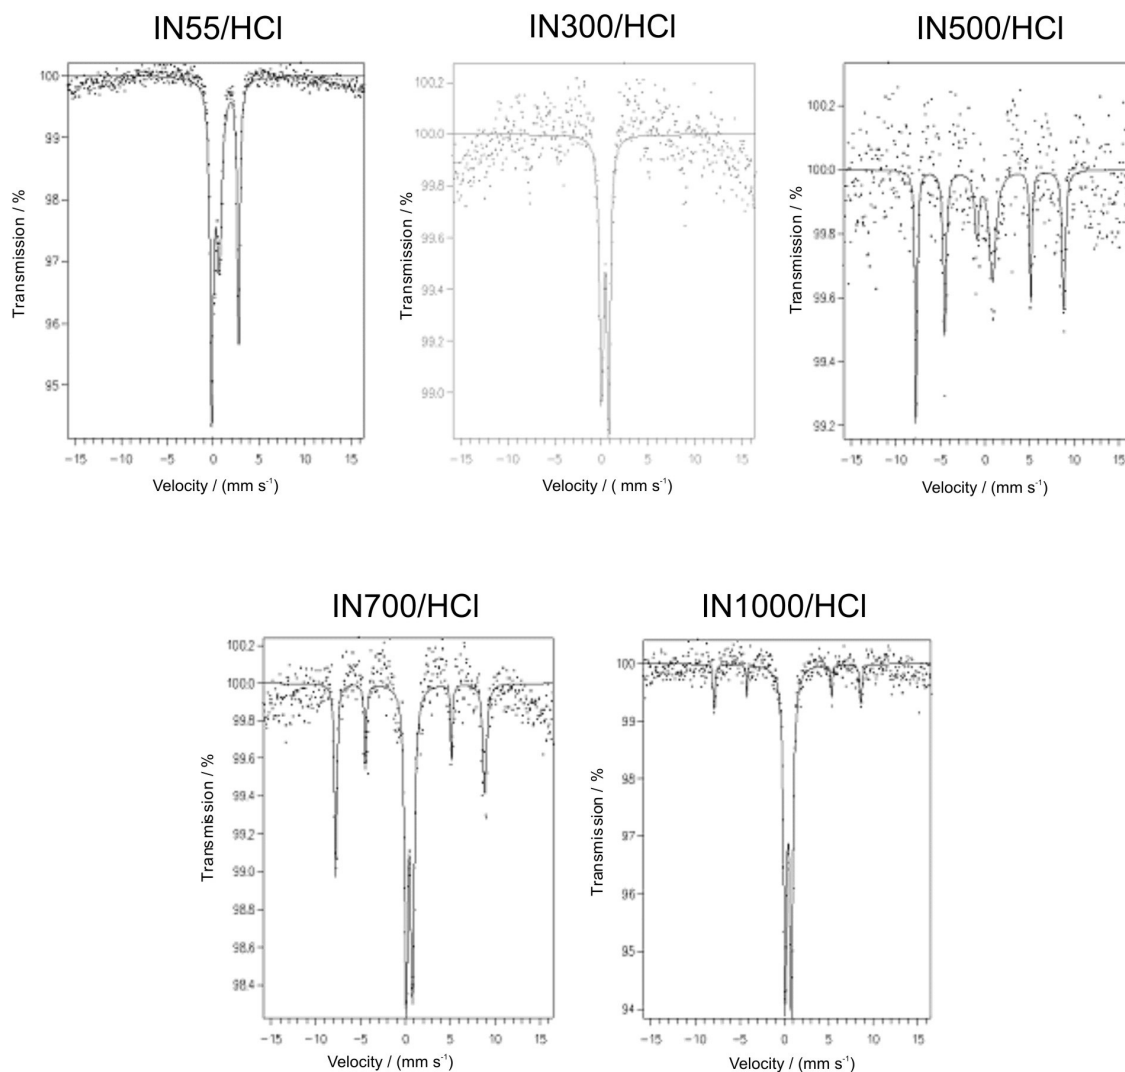 IN55/HCl
IN300/HCl
IN500/HCl
Transmission / %
100
99
98
97
96
95
-15 -10 -5 0 5 10 15
Velocity / (mm s-1)
Transmission / %
100.2
100.0
99.8
99.6
99.4
99.2
99.0
-15 -10 -5 0 5 10 15
Velocity / ( mm s-1)
Transmission / %
100.2
100.0
99.8
99.6
99.4
99.2
-15 -10 -5 0 5 10 15
Velocity / (mm s-1)
IN700/HCl
IN1000/HCl
Transmission / %
100.2
100.0
99.8
99.6
99.4
99.2
99.0
98.8
98.6
98.4
-15 -10 -5 0 5 10 15
Velocity / (mm s-1)
Transmission / %
100
99
98
97
96
95
94
-15 -10 -5 0 5 10 15
Velocity / (mm s-1)